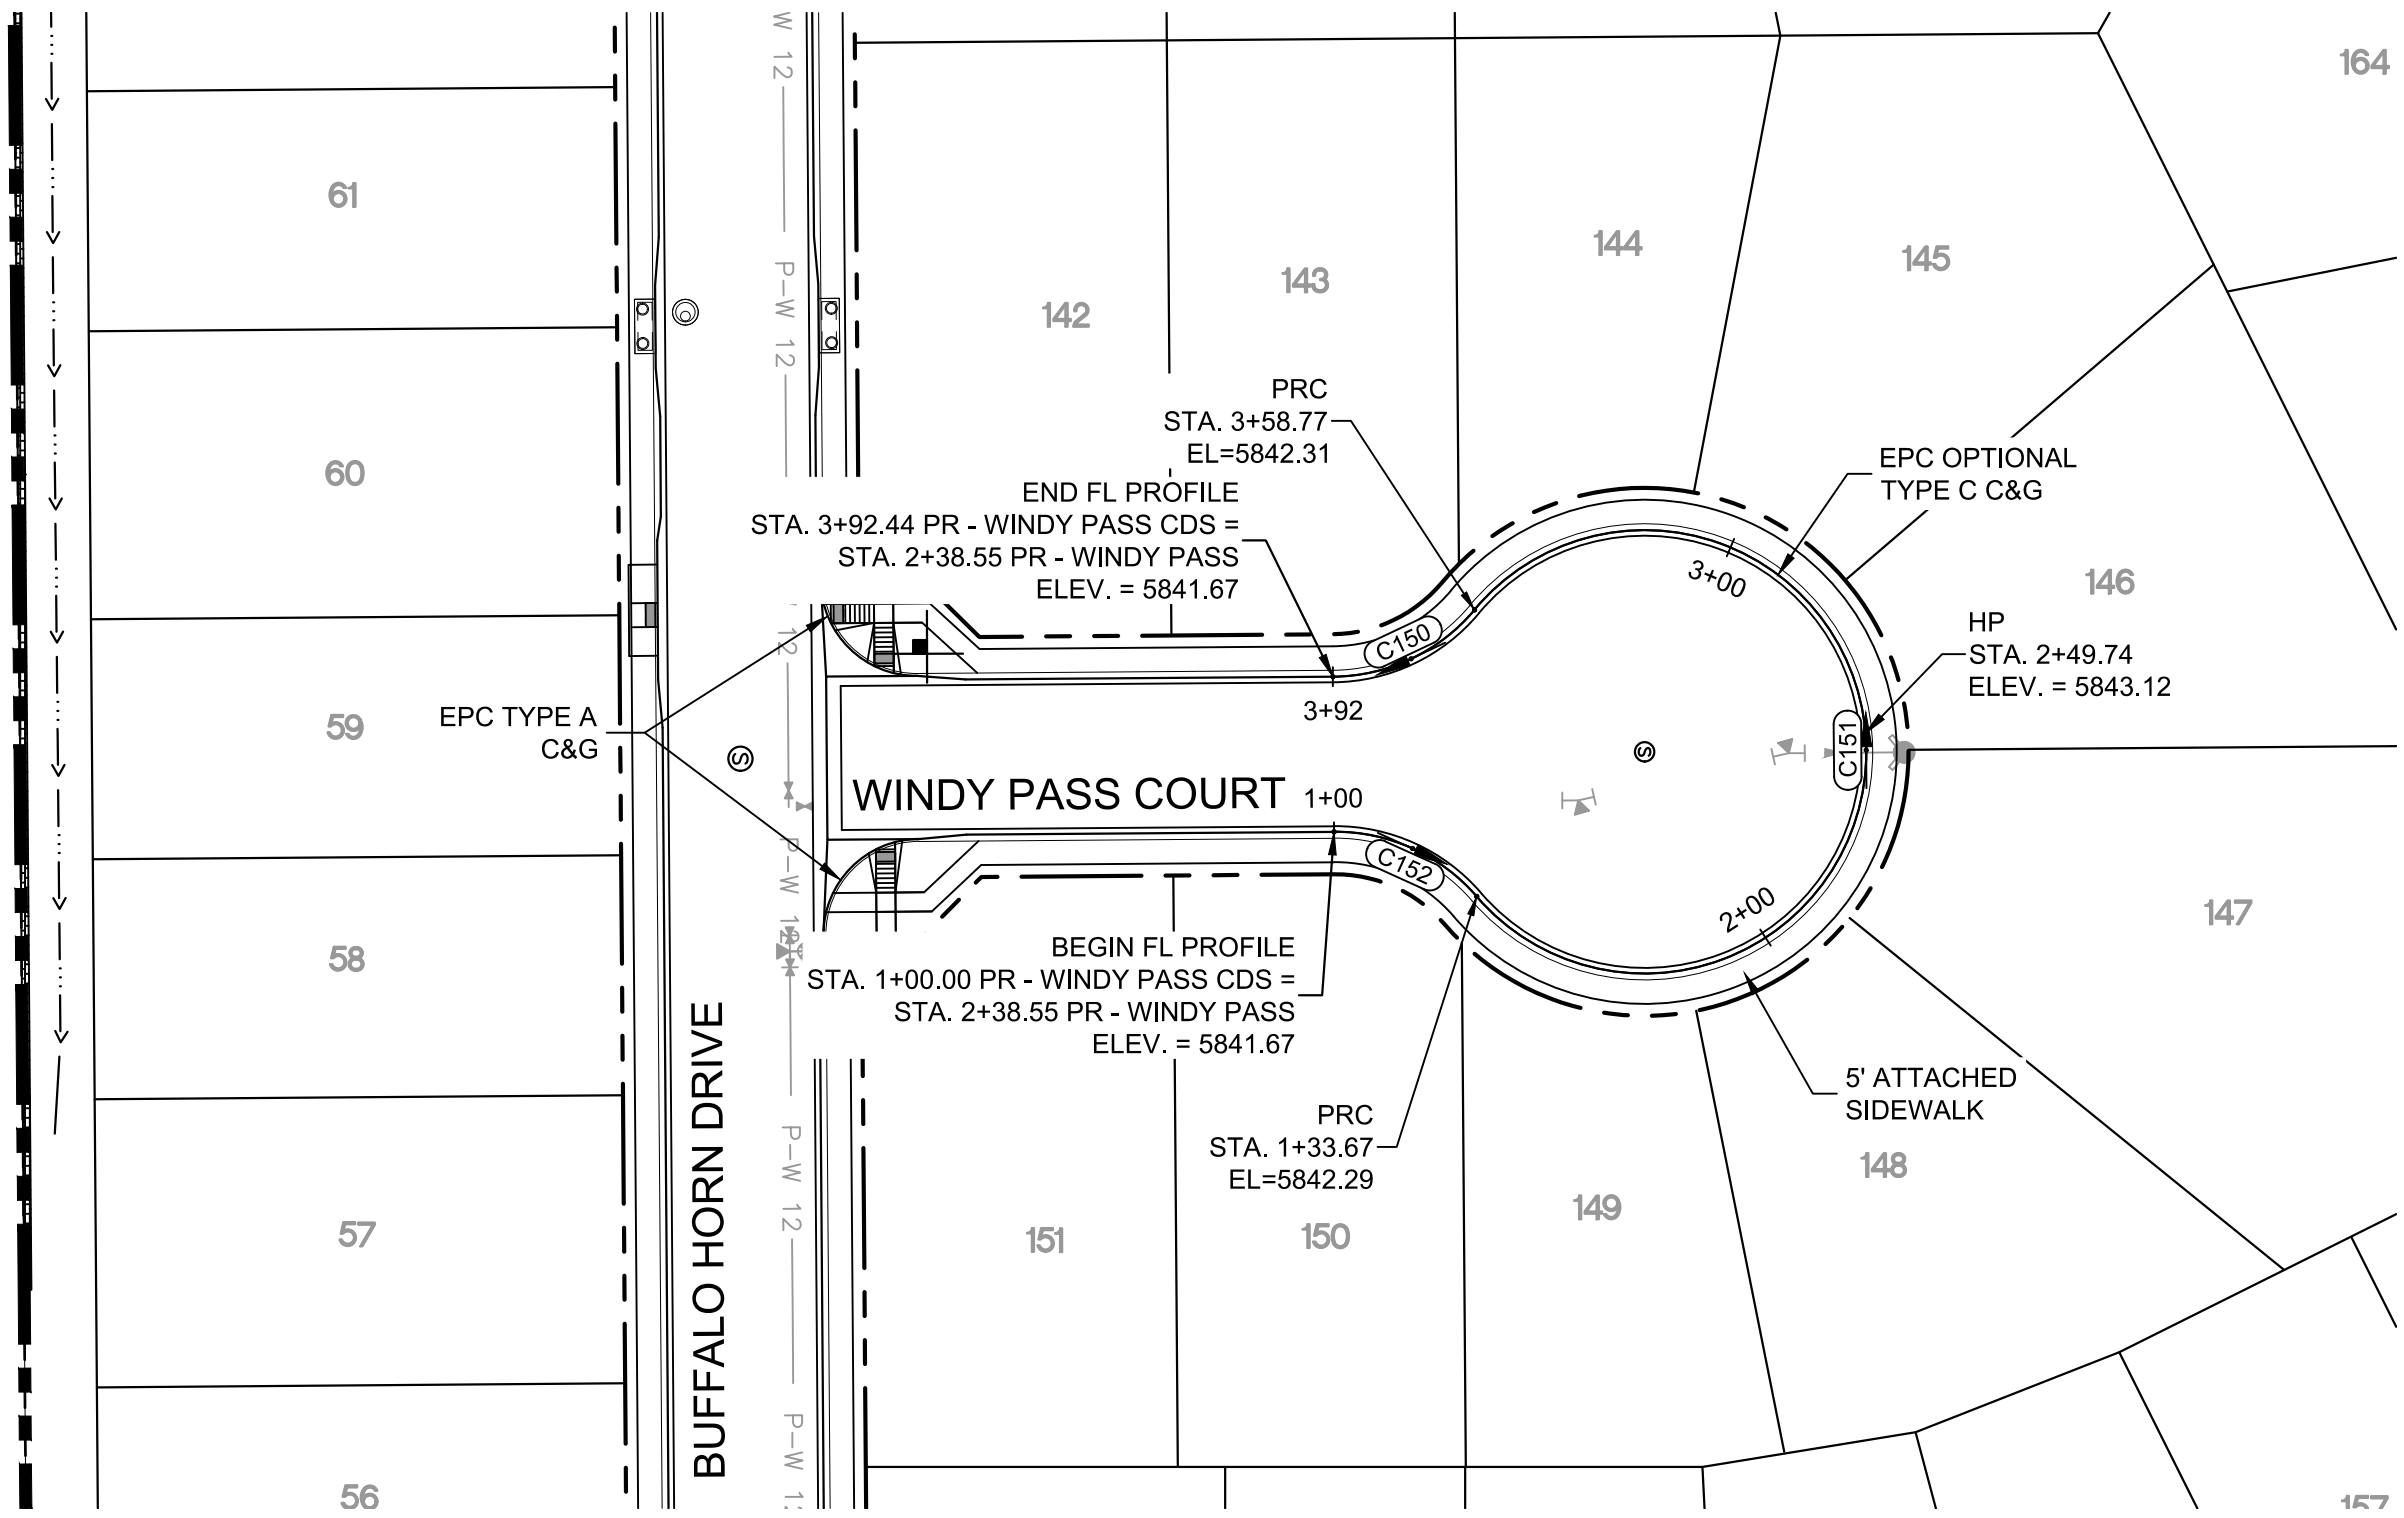 W 12
P-W 12
12
P-W 12
P-W 12
P-W
61
60
59
58
57
56
142
143
144
145
164
146
147
148
149
150
151
157
PRC
STA. 3+58.77
EL=5842.31
END FL PROFILE
STA. 3+92.44 PR - WINDY PASS CDS =
STA. 2+38.55 PR - WINDY PASS
ELEV. = 5841.67
EPC OPTIONAL
TYPE C C&G
3+00
HP
STA. 2+49.74
ELEV. = 5843.12
C150
C151
C152
3+92
EPC TYPE A
C&G
S
S
WINDY PASS COURT
1+00
2+00
BEGIN FL PROFILE
STA. 1+00.00 PR - WINDY PASS CDS =
STA. 2+38.55 PR - WINDY PASS
ELEV. = 5841.67
PRC
STA. 1+33.67
EL=5842.29
5' ATTACHED
SIDEWALK
BUFFALO HORN DRIVE